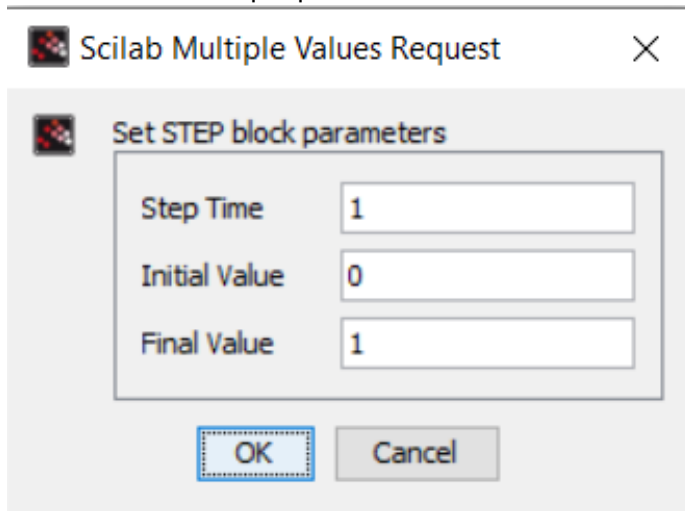 Scilab Multiple Values Request
Set STEP block parameters
Step Time 1
Initial Value 0
Final Value 1
OK Cancel